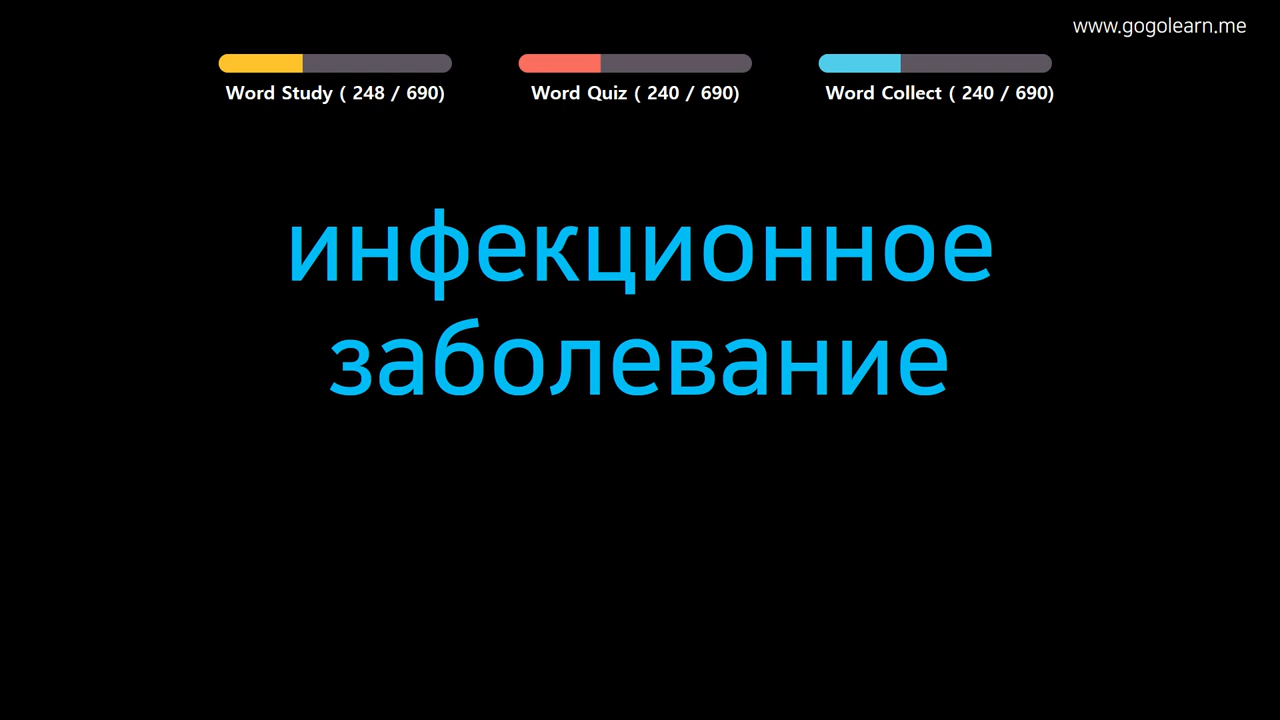 www.gogolearn.me
Word Study ( 248 / 690)
Word Quiz ( 240 / 690)
Word Collect ( 240 / 690)
инфекционное
заболевание